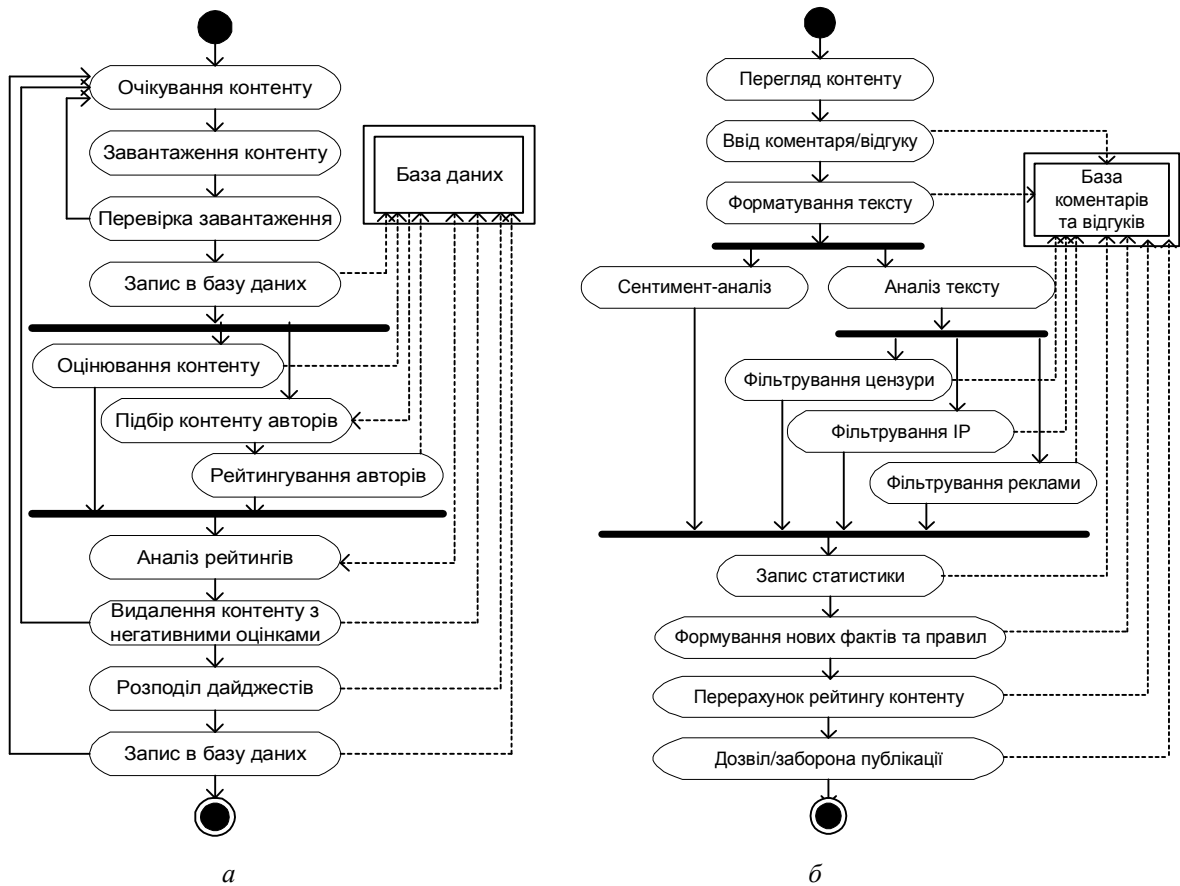 Очікування контенту
Завантаження контенту
База даних
Перевірка завантаження
Запис в базу даних
Оцінювання контенту
Підбір контенту авторів
Рейтингування авторів
Аналіз рейтингів
Видалення контенту з
негативними оцінками
Розподіл дайджестів
Запис в базу даних
а
Перегляд контенту
Ввід коментаря/відгуку
База
коментарів
та відгуків
Форматування тексту
Сентимент-аналіз
Аналіз тексту
Фільтрування цензури
Фільтрування IP
Фільтрування реклами
Запис статистики
Формування нових фактів та правил
Перерахунок рейтингу контенту
Дозвіл/заборона публікації
б